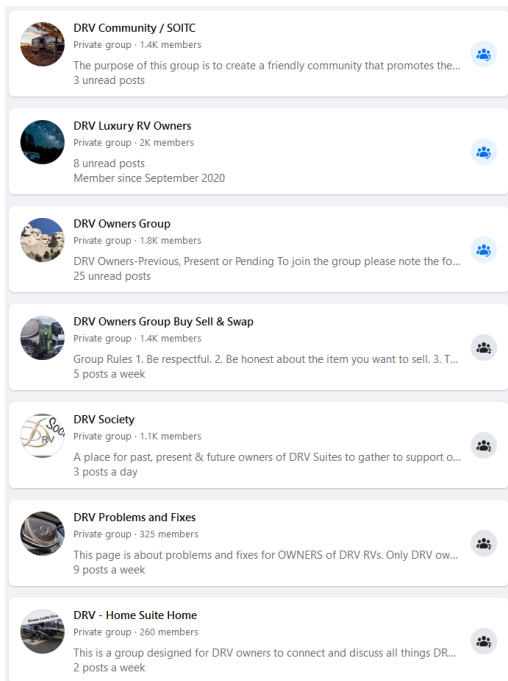 DRV Community / SOITC
Private group · 1.4K members
The purpose of this group is to create a friendly community that promotes the...
3 unread posts
DRV Luxury RV Owners
Private group · 2K members
8 unread posts
Member since September 2020
DRV Owners Group
Private group · 1.8K members
DRV Owners-Previous, Present or Pending To join the group please note the fo...
25 unread posts
DRV Owners Group Buy Sell & Swap
Private group · 1.4K members
Group Rules 1. Be respectful. 2. Be honest about the item you want to sell. 3. T...
5 posts a week
DRV Society
Private group · 1.1K members
A place for past, present & future owners of DRV Suites to gather to support o...
3 posts a day
DRV Problems and Fixes
Private group · 325 members
This page is about problems and fixes for OWNERS of DRV RVs. Only DRV ow...
9 posts a week
DRV - Home Suite Home
Private group · 260 members
This is a group designed for DRV owners to connect and discuss all things DR...
2 posts a week